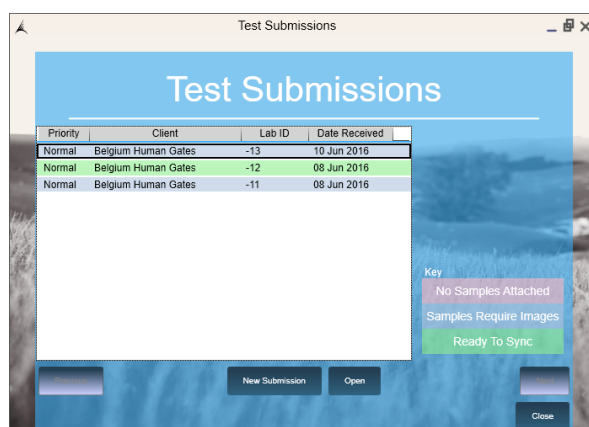 Test Submissions
Test Submissions
Priority Client Lab ID Date Received
Normal Belgium Human Gates -13 10 Jun 2016
Normal Belgium Human Gates -12 08 Jun 2016
Normal Belgium Human Gates -11 08 Jun 2016
Key
No Samples Attached
Samples Require Images
Ready To Sync
New Submission Open
Close